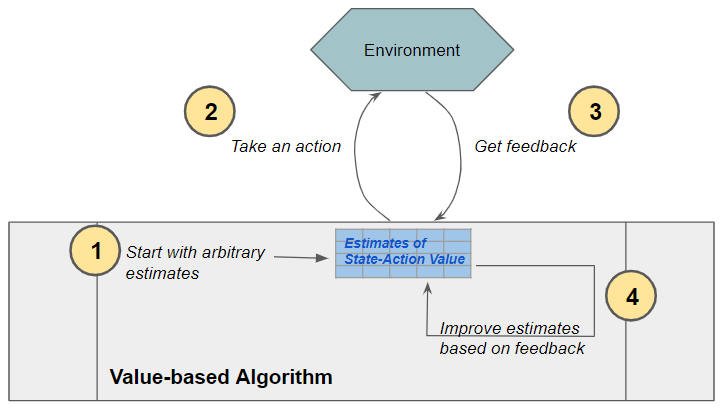 Environment
2
3
Take an action
Get feedback
1
Start with arbitrary
estimates
Estimates of
State-Action Value
4
Improve estimates
based on feedback
Value-based Algorithm